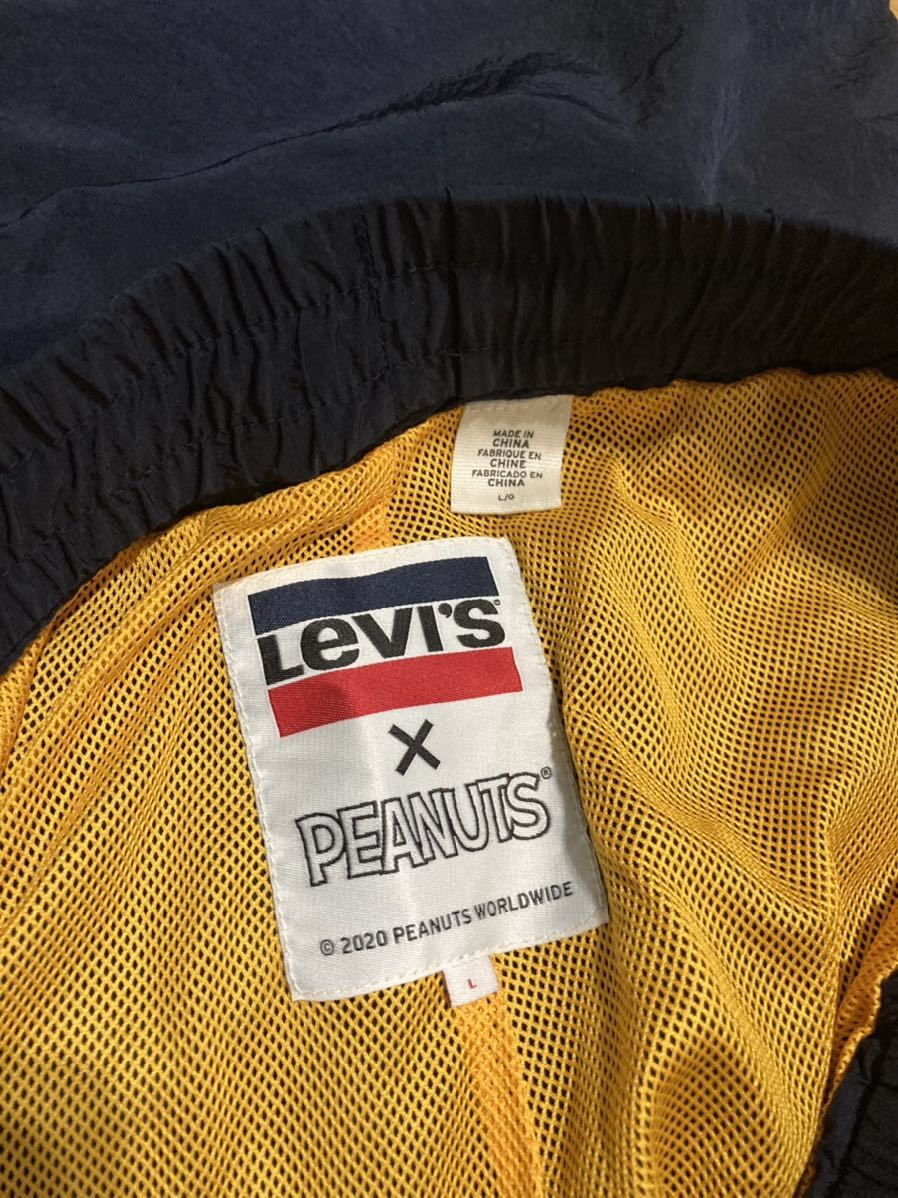 MADE IN
CHINA
FABRIQUE EN
CHINE
FABRICADO EN
CHINA
L/G
LEVI'S®
X
PEANUTS®
© 2020 PEANUTS WORLDWIDE
L